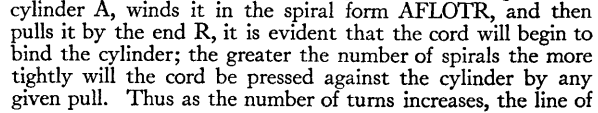 cylinder A, winds it in the spiral form AFLOTR, and then
pulls it by the end R, it is evident that the cord will begin to
bind the cylinder; the greater the number of spirals the more
tightly will the cord be pressed against the cylinder by any
given pull. Thus as the number of turns increases, the line of